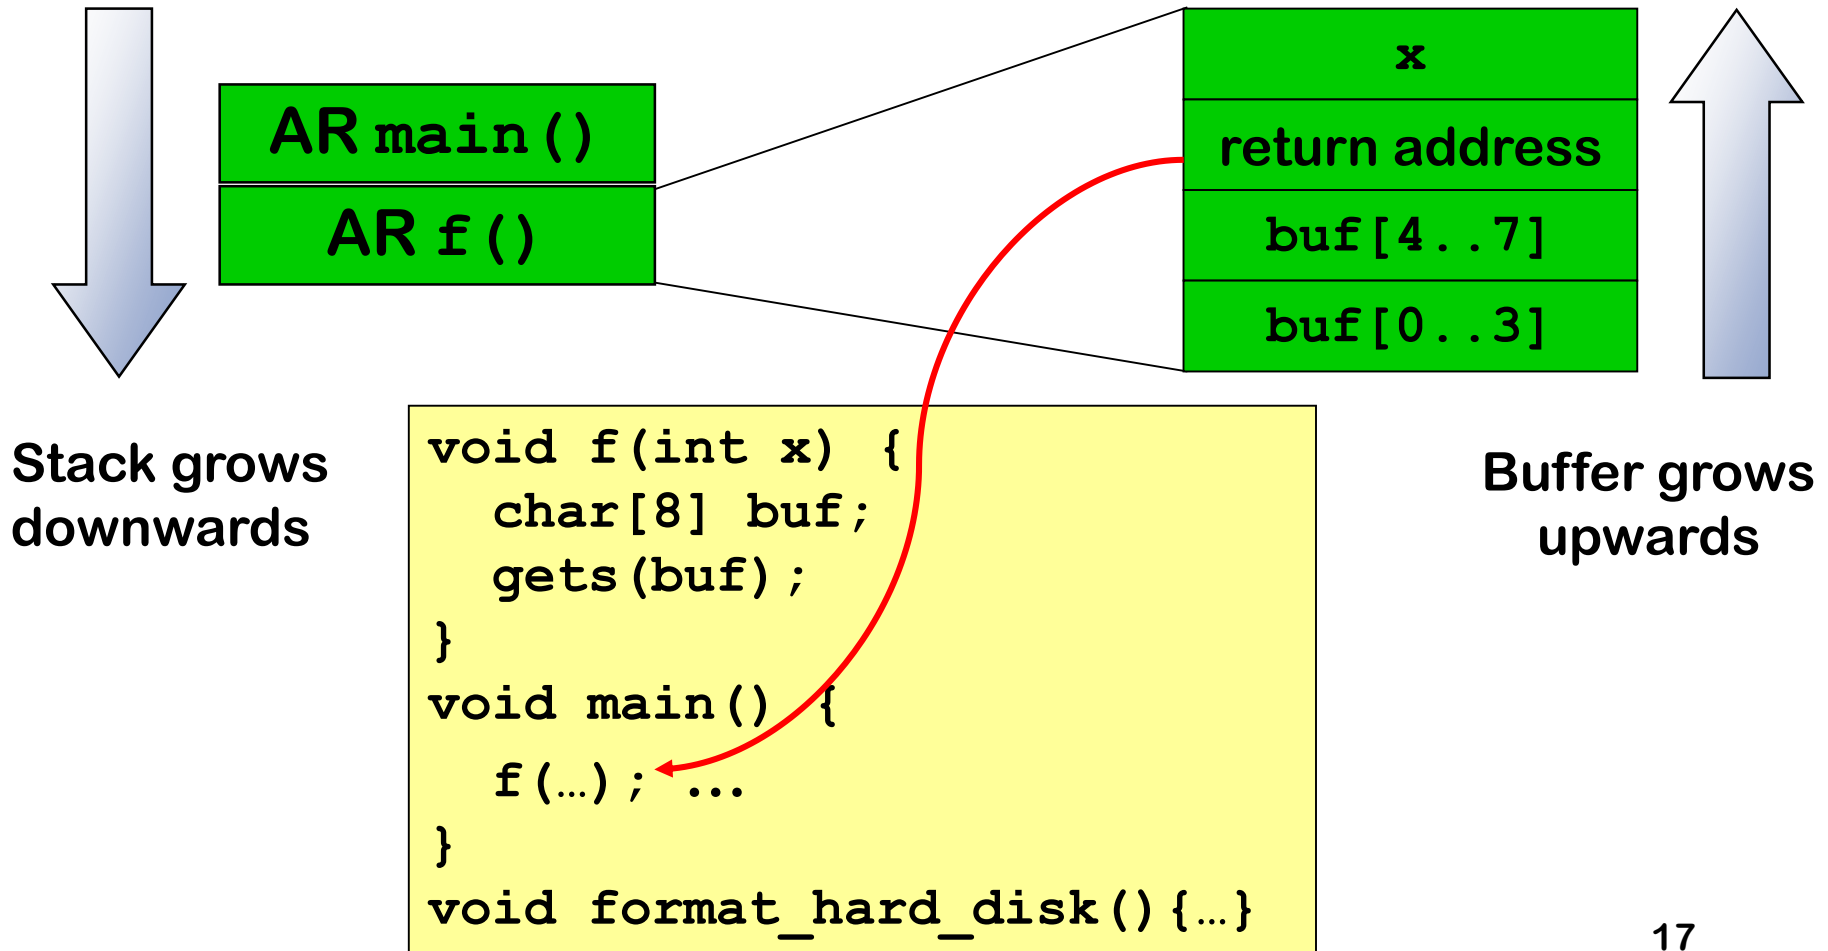 AR main()
AR f()
x
return address
buf[4..7]
buf[0..3]
Stack grows
downwards
void f(int x) {
char[8] buf;
gets(buf);
}
void main() {
f(…); ...
}
void format_hard_disk(){…}
Buffer grows
upwards
17